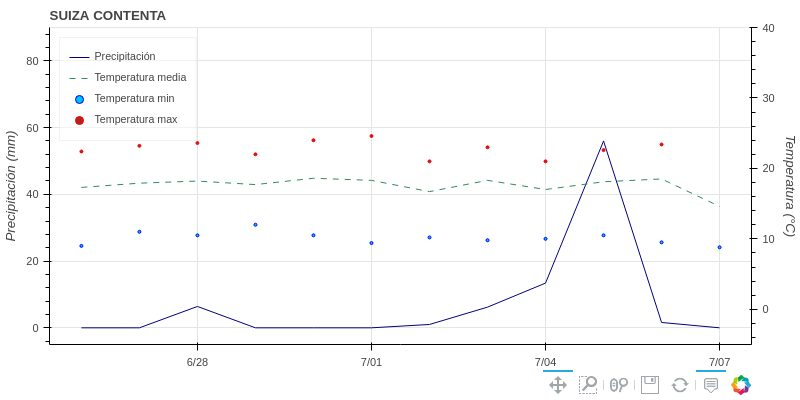 SUIZA CONTENTA
Precipitación
Temperatura media
Temperatura min
Temperatura max
Precipitación (mm)
80
60
40
20
0
Temperatura (°C)
40
30
20
10
0
6/28
7/01
7/04
7/07